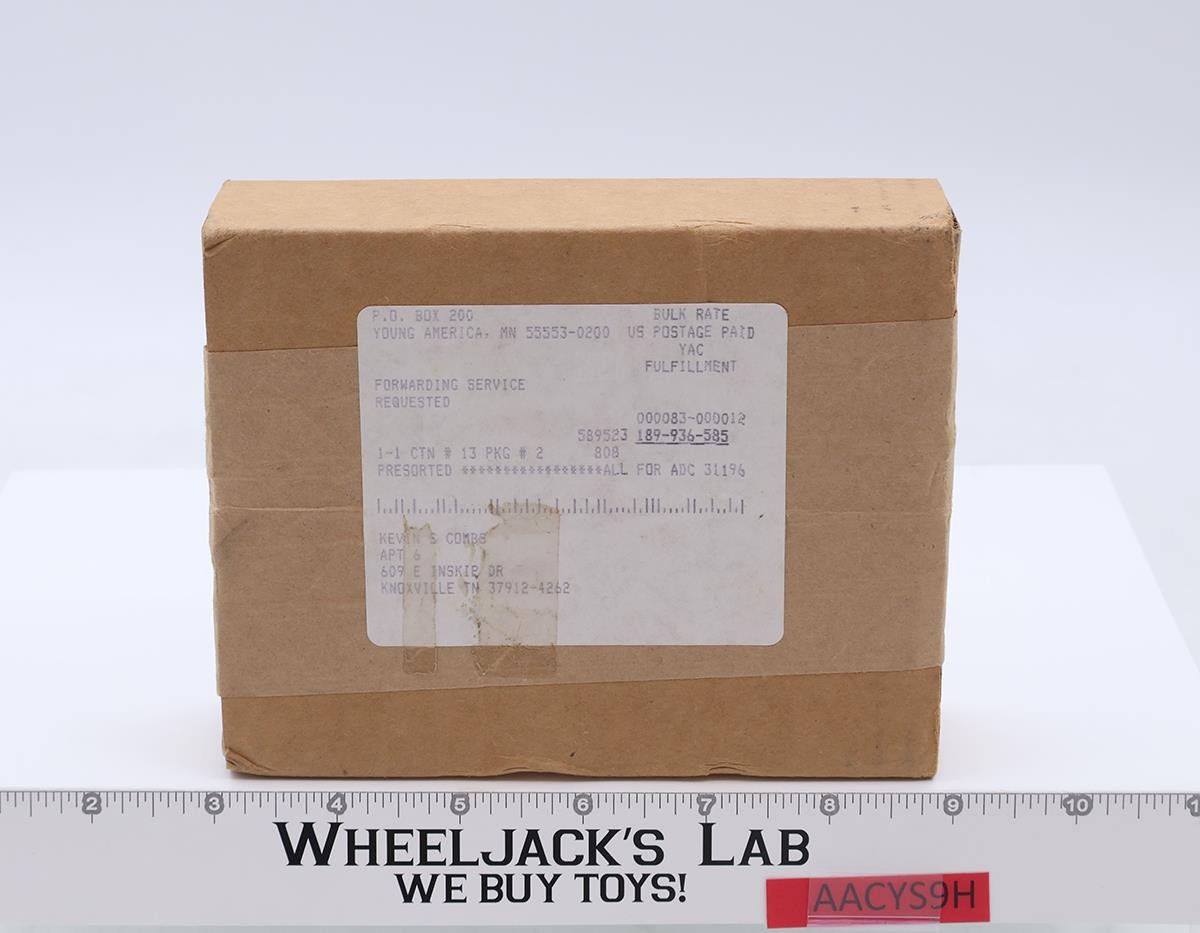 P.O. BOX 200
YOUNG AMERICA, MN 55553-0200
BULK RATE
US POSTAGE PAID
YAC
FULFILLMENT
FORWARDING SERVICE
REQUESTED
000083-000012
589523 189-936-585
1-1 CTN # 13 PKG # 2 808
PRESORTED ******************ALL FOR ADC 31196
KEVIN S COMBS
APT 6
609 E INSKIP DR
KNOXVILLE TN 37912-4262
2 3 4 5 6 7 8 9 10 1
WHEELJACK'S LAB
WE BUY TOYS!
AACYS9H